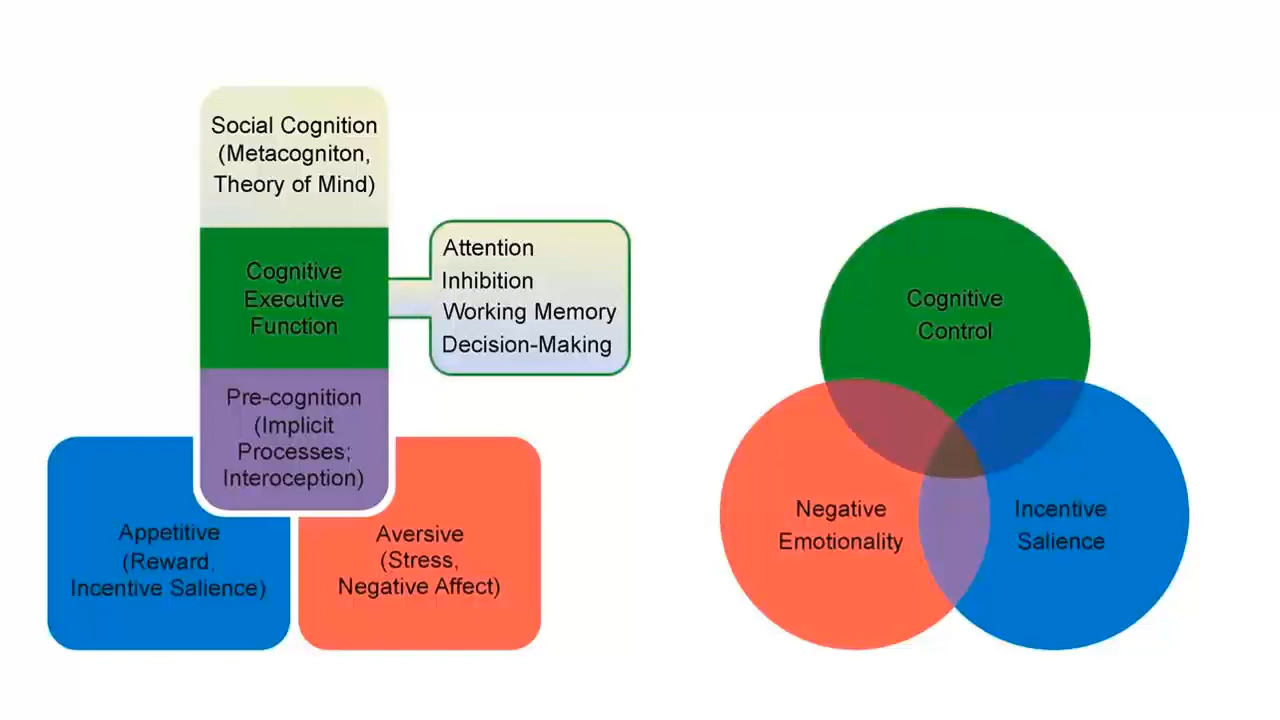 Social Cognition
(Metacogniton,
Theory of Mind)
Cognitive
Executive
Function
Attention
Inhibition
Working Memory
Decision-Making
Pre-cognition
(Implicit
Processes;
Interoception)
Appetitive
(Reward,
Incentive Salience)
Aversive
(Stress,
Negative Affect)
Cognitive
Control
Negative
Emotionality
Incentive
Salience